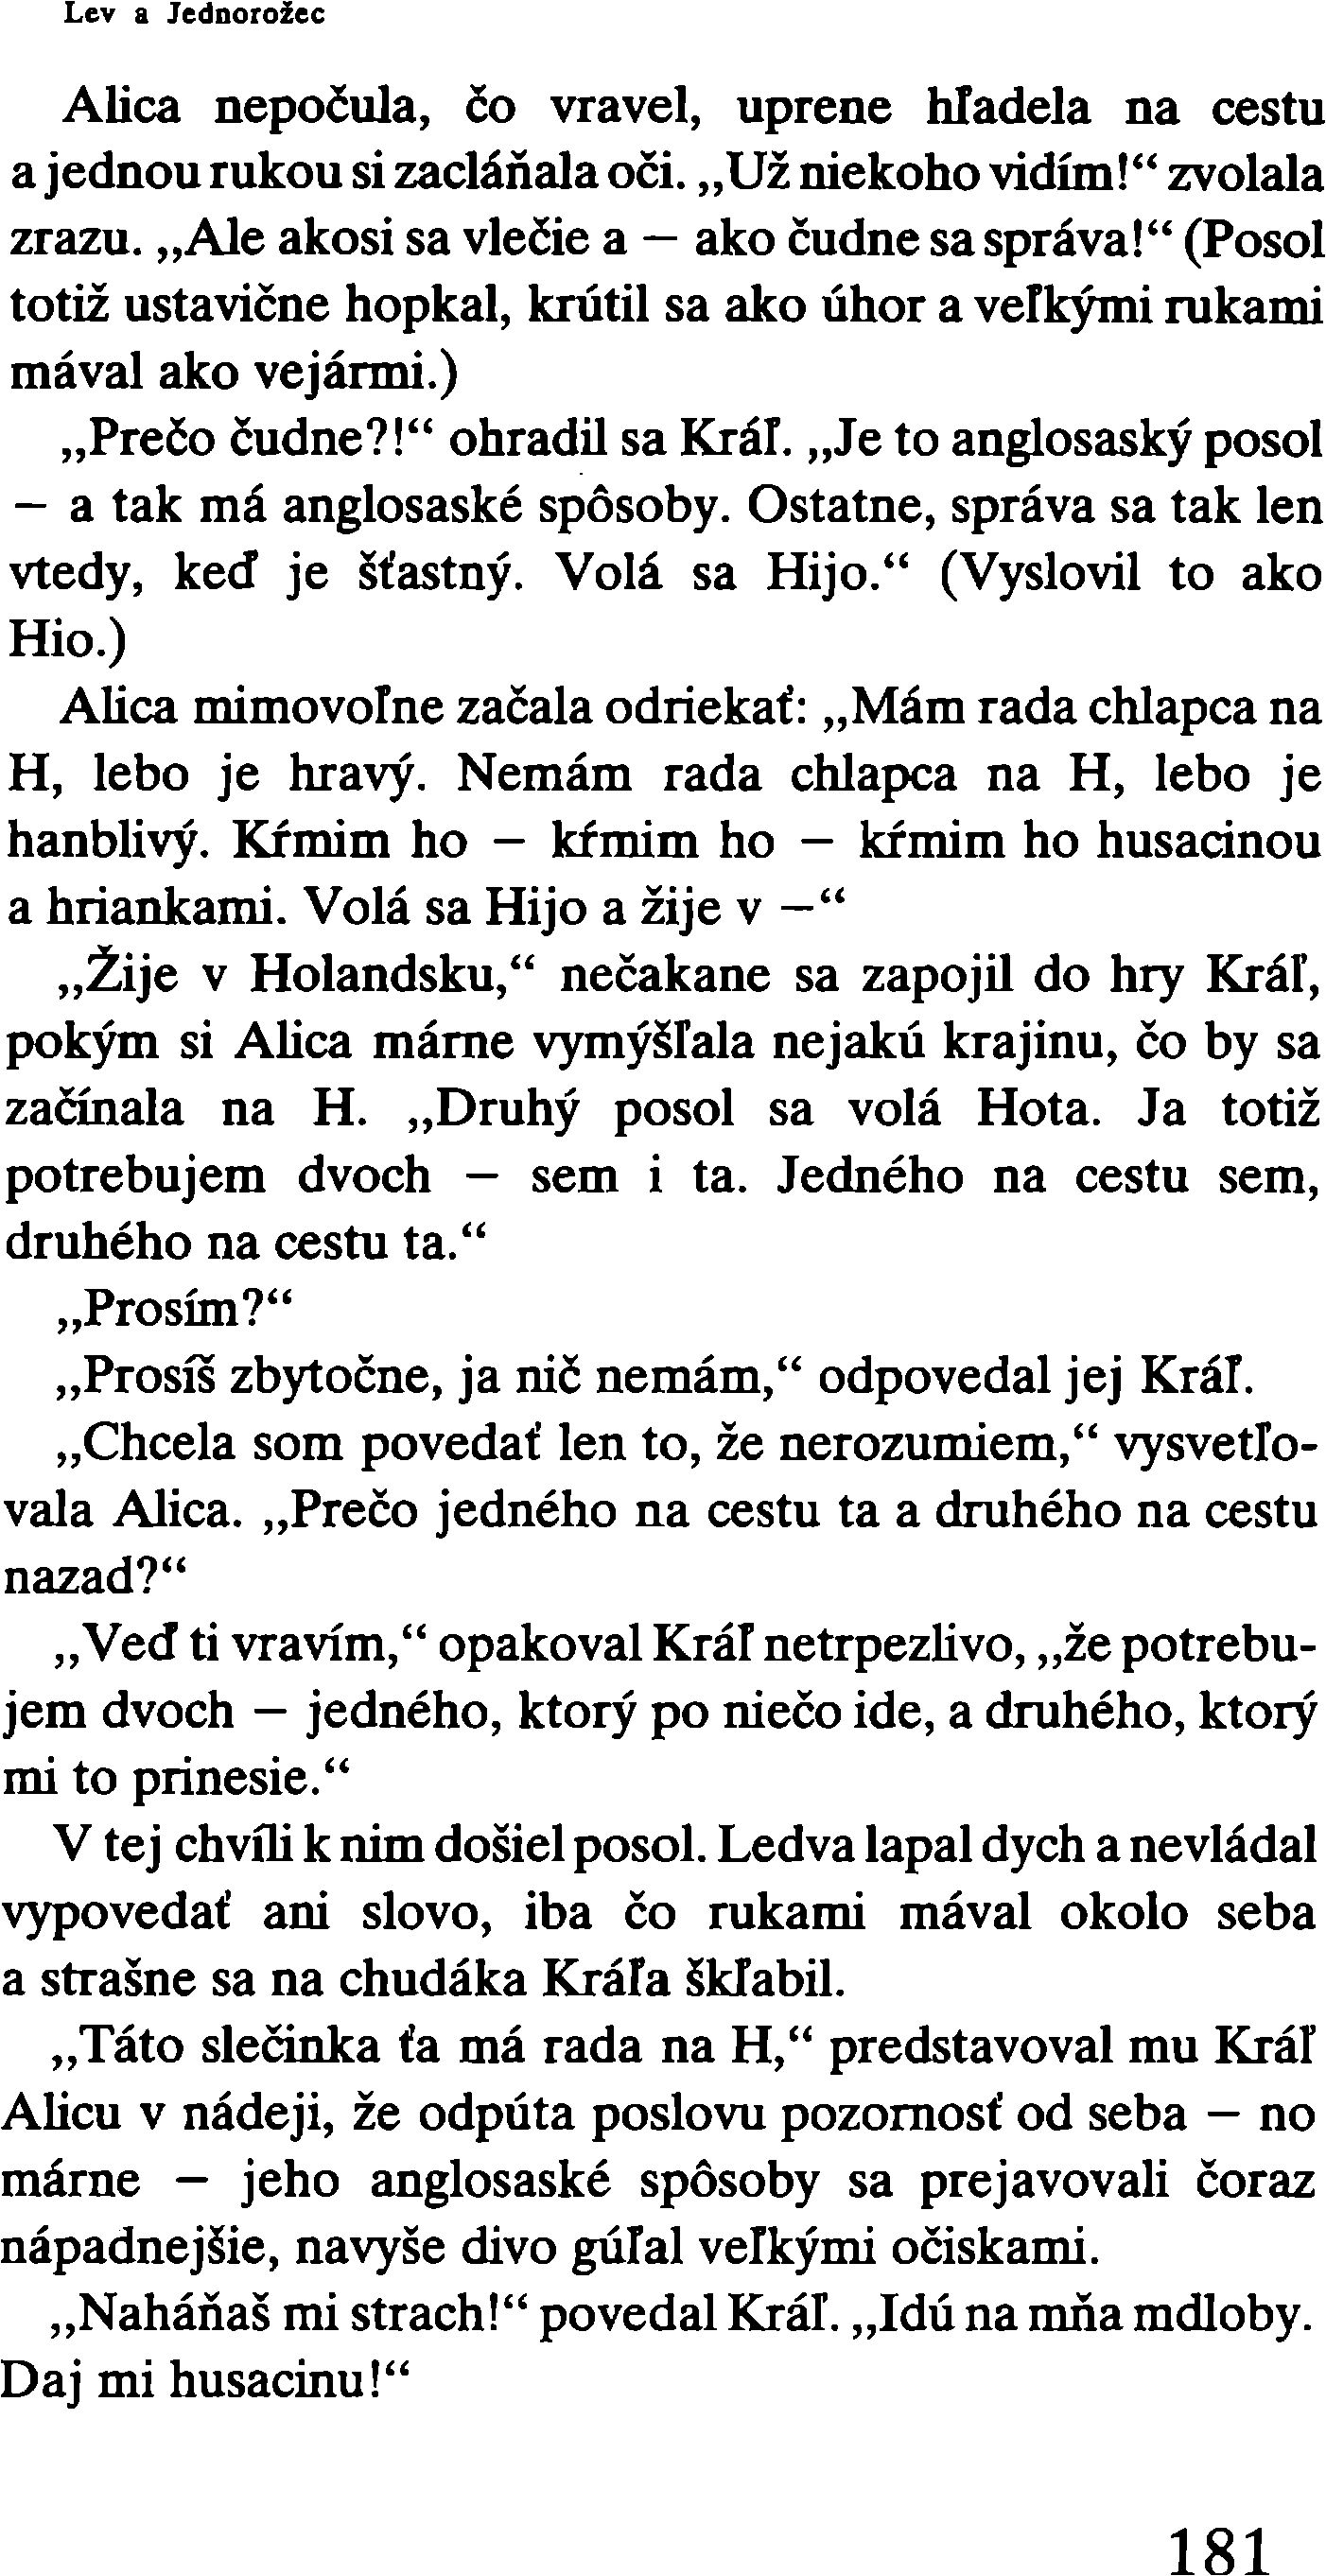 Lev a Jednorožec
Alica nepočula, čo vravel, uprene hľadela na cestu
a jednou rukou si zacláňala oči. „Už niekoho vidím!“ zvolala
zrazu. „Ale akosi sa vlečie a — ako čudne sa správa!“ (Posol
totiž ustavične hopkal, krútil sa ako úhor a veľkými rukami
mával ako vejármi.)
„Prečo čudne?!“ ohradil sa Kráľ. „Je to anglosaský posol
— a tak má anglosaské spôsoby. Ostatne, správa sa tak len
vtedy, keď je šťastný. Volá sa Hijo.“ (Vyslovil to ako
Hio.)
Alica mimovoľne začala odriekať: „Mám rada chlapca na
H, lebo je hravý. Nemám rada chlapca na H, lebo je
hanblivý. Kŕmim ho — kŕmim ho — kŕmim ho husacinou
a hriankami. Volá sa Hijo a žije v —“
„Žije v Holandsku,“ nečakane sa zapojil do hry Kráľ,
pokým si Alica márne vymýšľala nejakú krajinu, čo by sa
začínala na H. „Druhý posol sa volá Hota. Ja totiž
potrebujem dvoch — sem i ta. Jedného na cestu sem,
druhého na cestu ta.“
„Prosím?“
„Prosíš zbytočne, ja nič nemám,“ odpovedal jej Kráľ.
„Chcela som povedať len to, že nerozumiem,“ vysvetľo-
vala Alica. „Prečo jedného na cestu ta a druhého na cestu
nazad?“
„Veď ti vravím,“ opakoval Kráľ netrpezlivo, „že potrebu-
jem dvoch — jedného, ktorý po niečo ide, a druhého, ktorý
mi to prinesie.“
V tej chvíli k nim došiel posol. Ledva lapal dych a nevládal
vypovedať ani slovo, iba čo rukami mával okolo seba
a strašne sa na chudáka Kráľa škľabil.
„Táto slečinka ťa má rada na H,“ predstavoval mu Kráľ
Alicu v nádeji, že odpúta poslovu pozornosť od seba — no
márne — jeho anglosaské spôsoby sa prejavovali čoraz
nápadnejšie, navyše divo gúľal veľkými očiskami.
„Naháňaš mi strach!“ povedal Kráľ. „Idú na mňa mdloby.
Daj mi husacinu!“
181